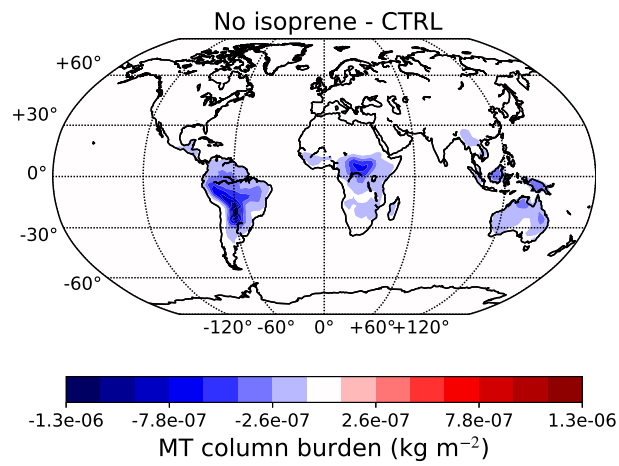 No isoprene - CTRL
+60°
+30°
0°
-30°
-60°
-120° -60° 0° +60° +120°
-1.3e-06 -7.8e-07 -2.6e-07 2.6e-07 7.8e-07 1.3e-06
MT column burden (kg m⁻²)